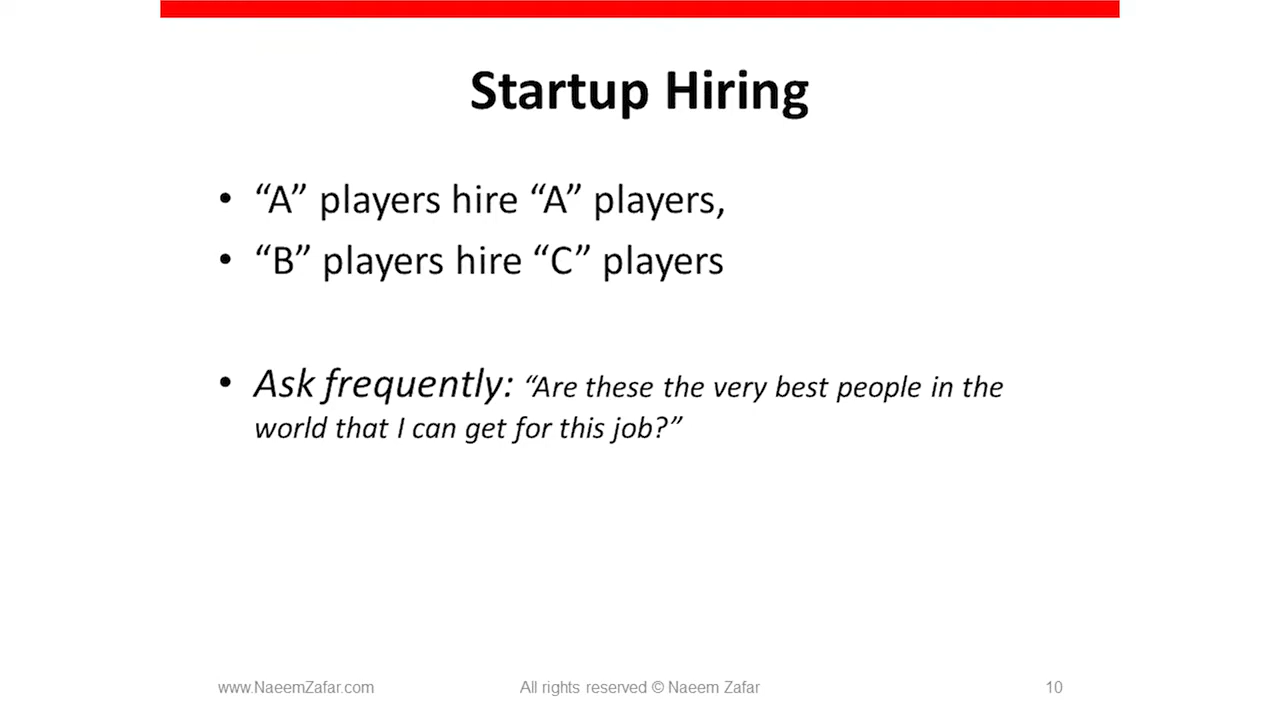 Startup Hiring
• “A” players hire “A” players,
• “B” players hire “C” players
• Ask frequently: “Are these the very best people in the
world that I can get for this job?”
www.NaeemZafar.com All rights reserved © Naeem Zafar 10